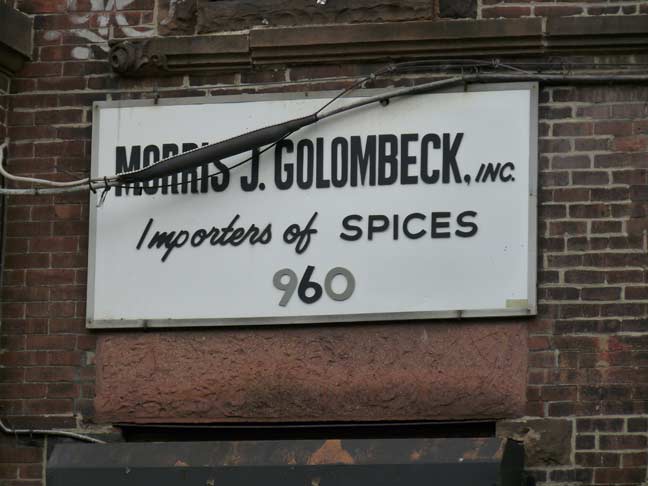 MORRIS J. GOLOMBECK, INC.
Importers of SPICES
960